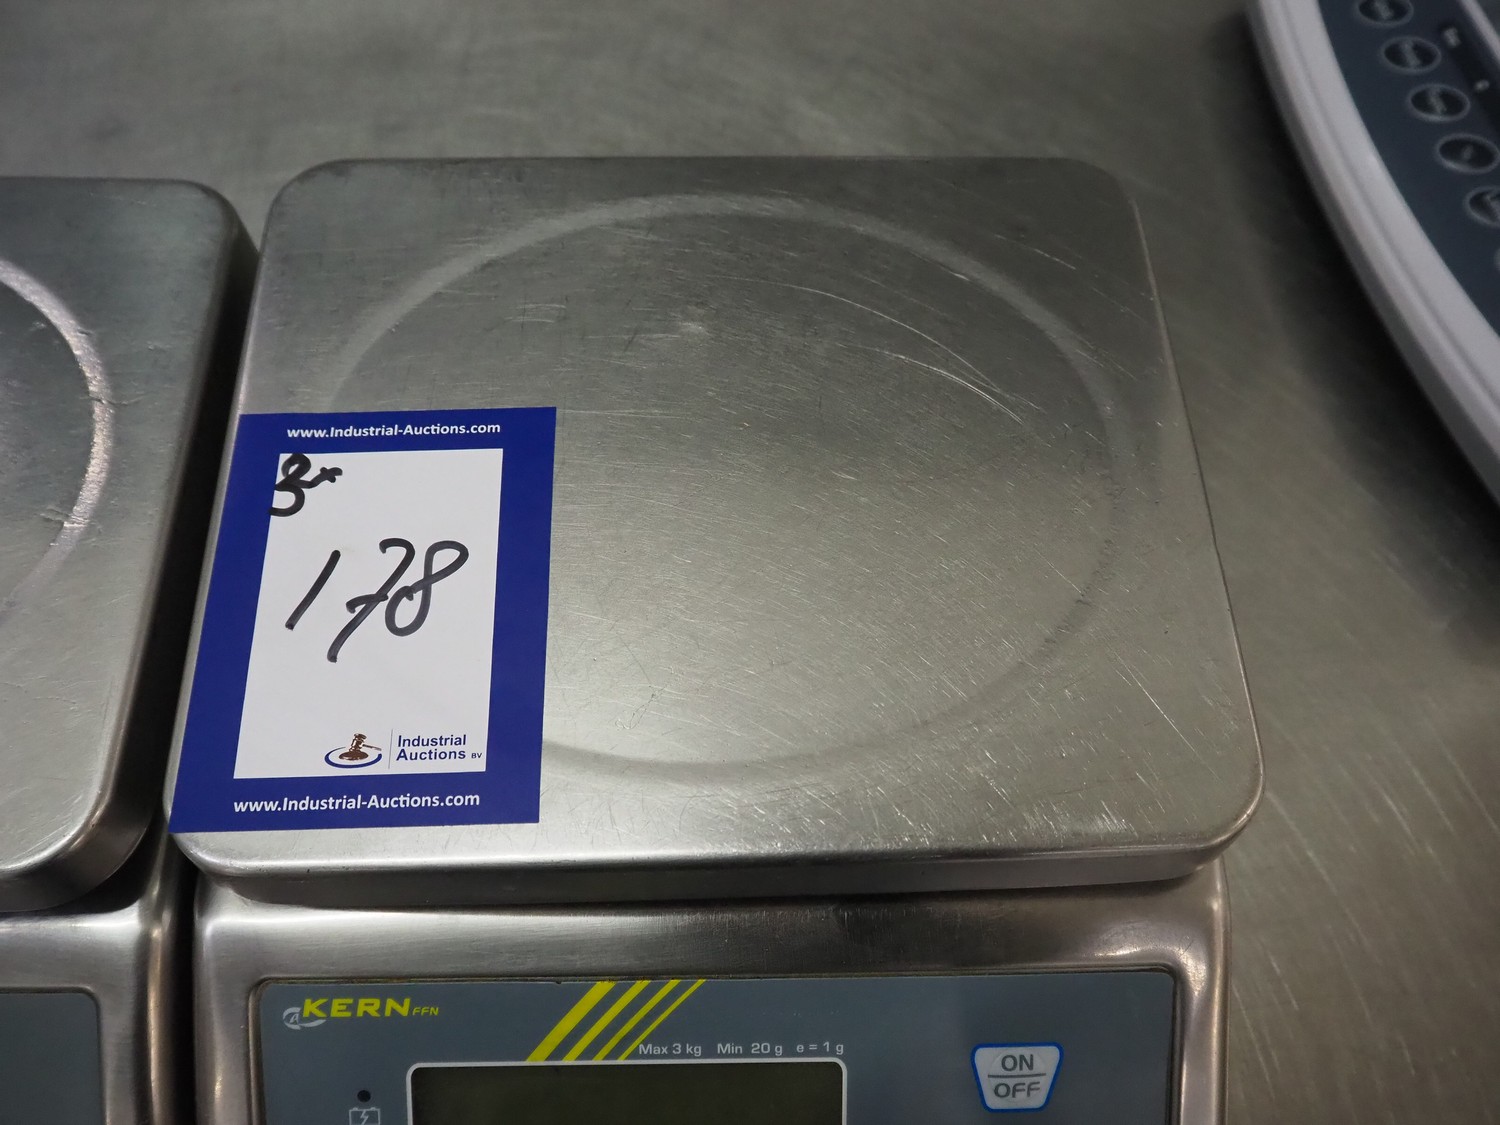 www.Industrial-Auctions.com
178
Industrial
Auctions BV
www.Industrial-Auctions.com
KERN FFN
Max 3 kg Min 20 g e = 1 g
ON
OFF